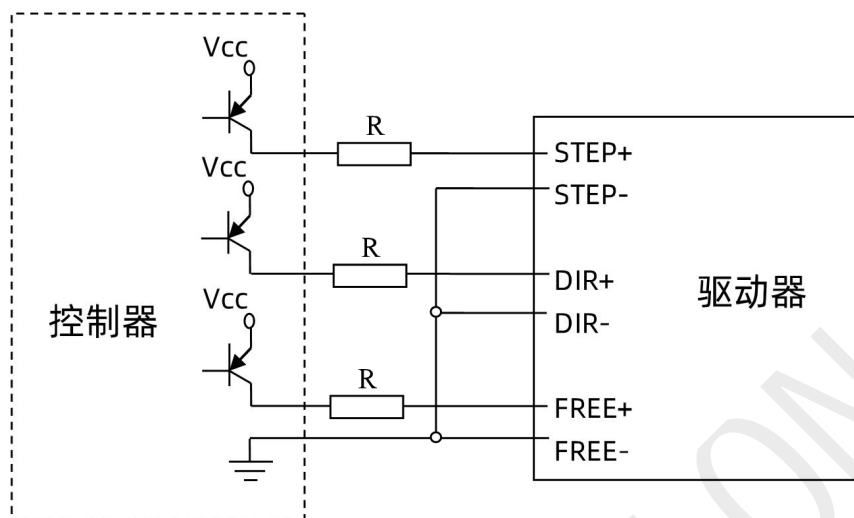 Vcc
R
STEP+
Vcc
STEP-
R
DIR+
驱动器
控制器
Vcc
DIR-
R
FREE+
FREE-